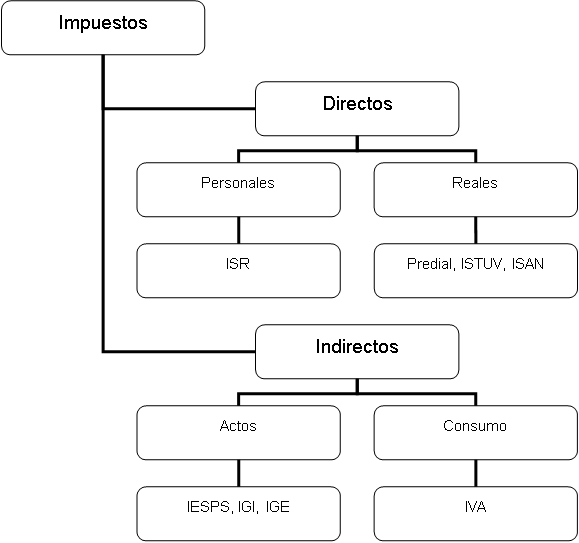 Impuestos
Directos
Personales
Reales
ISR
Predial, ISTUV, ISAN
Indirectos
Actos
Consumo
IESPS, IGI, IGE
IVA